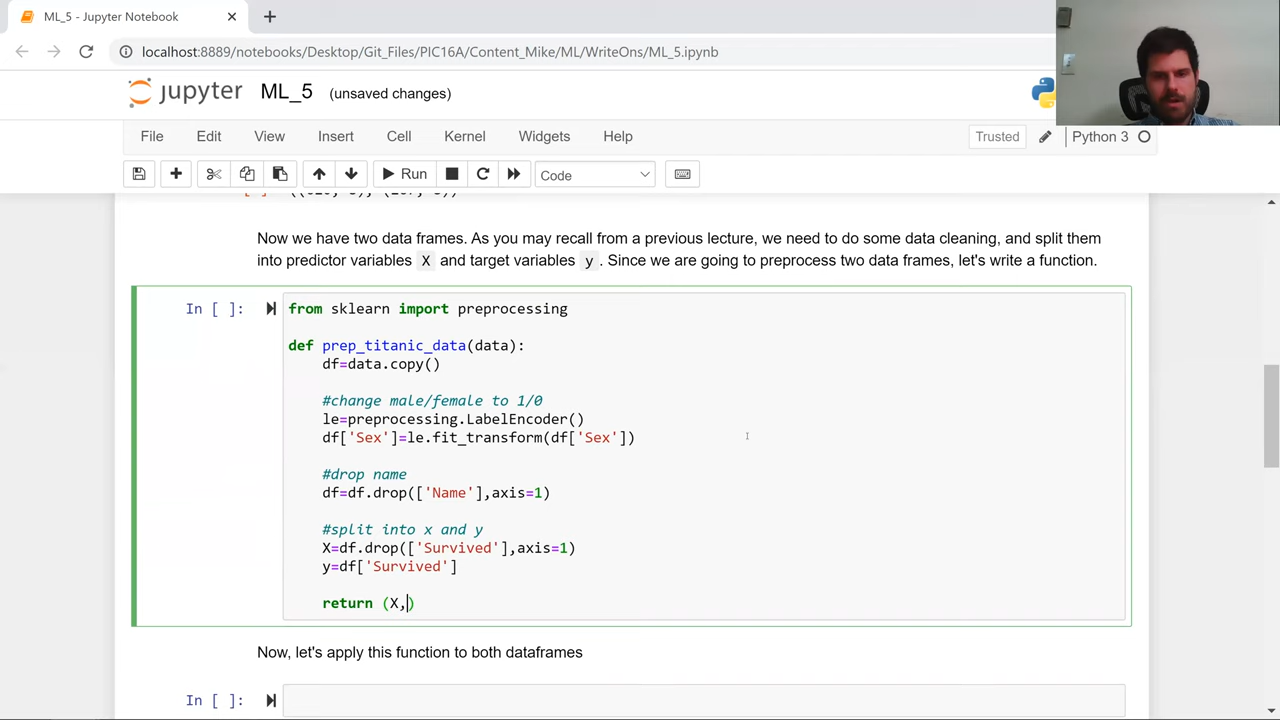 ML_5 - Jupyter Notebook
localhost:8889/notebooks/Desktop/Git_Files/PIC16A/Content_Mike/ML/WriteOns/ML_5.ipynb
jupyter ML_5 (unsaved changes)
File Edit View Insert Cell Kernel Widgets Help Trusted Python 3
Run Code
Now we have two data frames. As you may recall from a previous lecture, we need to do some data cleaning, and split them
into predictor variables X and target variables y . Since we are going to preprocess two data frames, let's write a function.
In [ ]: from sklearn import preprocessing
def prep_titanic_data(data):
df=data.copy()
#change male/female to 1/0
le=preprocessing.LabelEncoder()
df['Sex']=le.fit_transform(df['Sex'])
#drop name
df=df.drop(['Name'],axis=1)
#split into x and y
X=df.drop(['Survived'],axis=1)
y=df['Survived']
return (X,)
Now, let's apply this function to both dataframes
In [ ]: